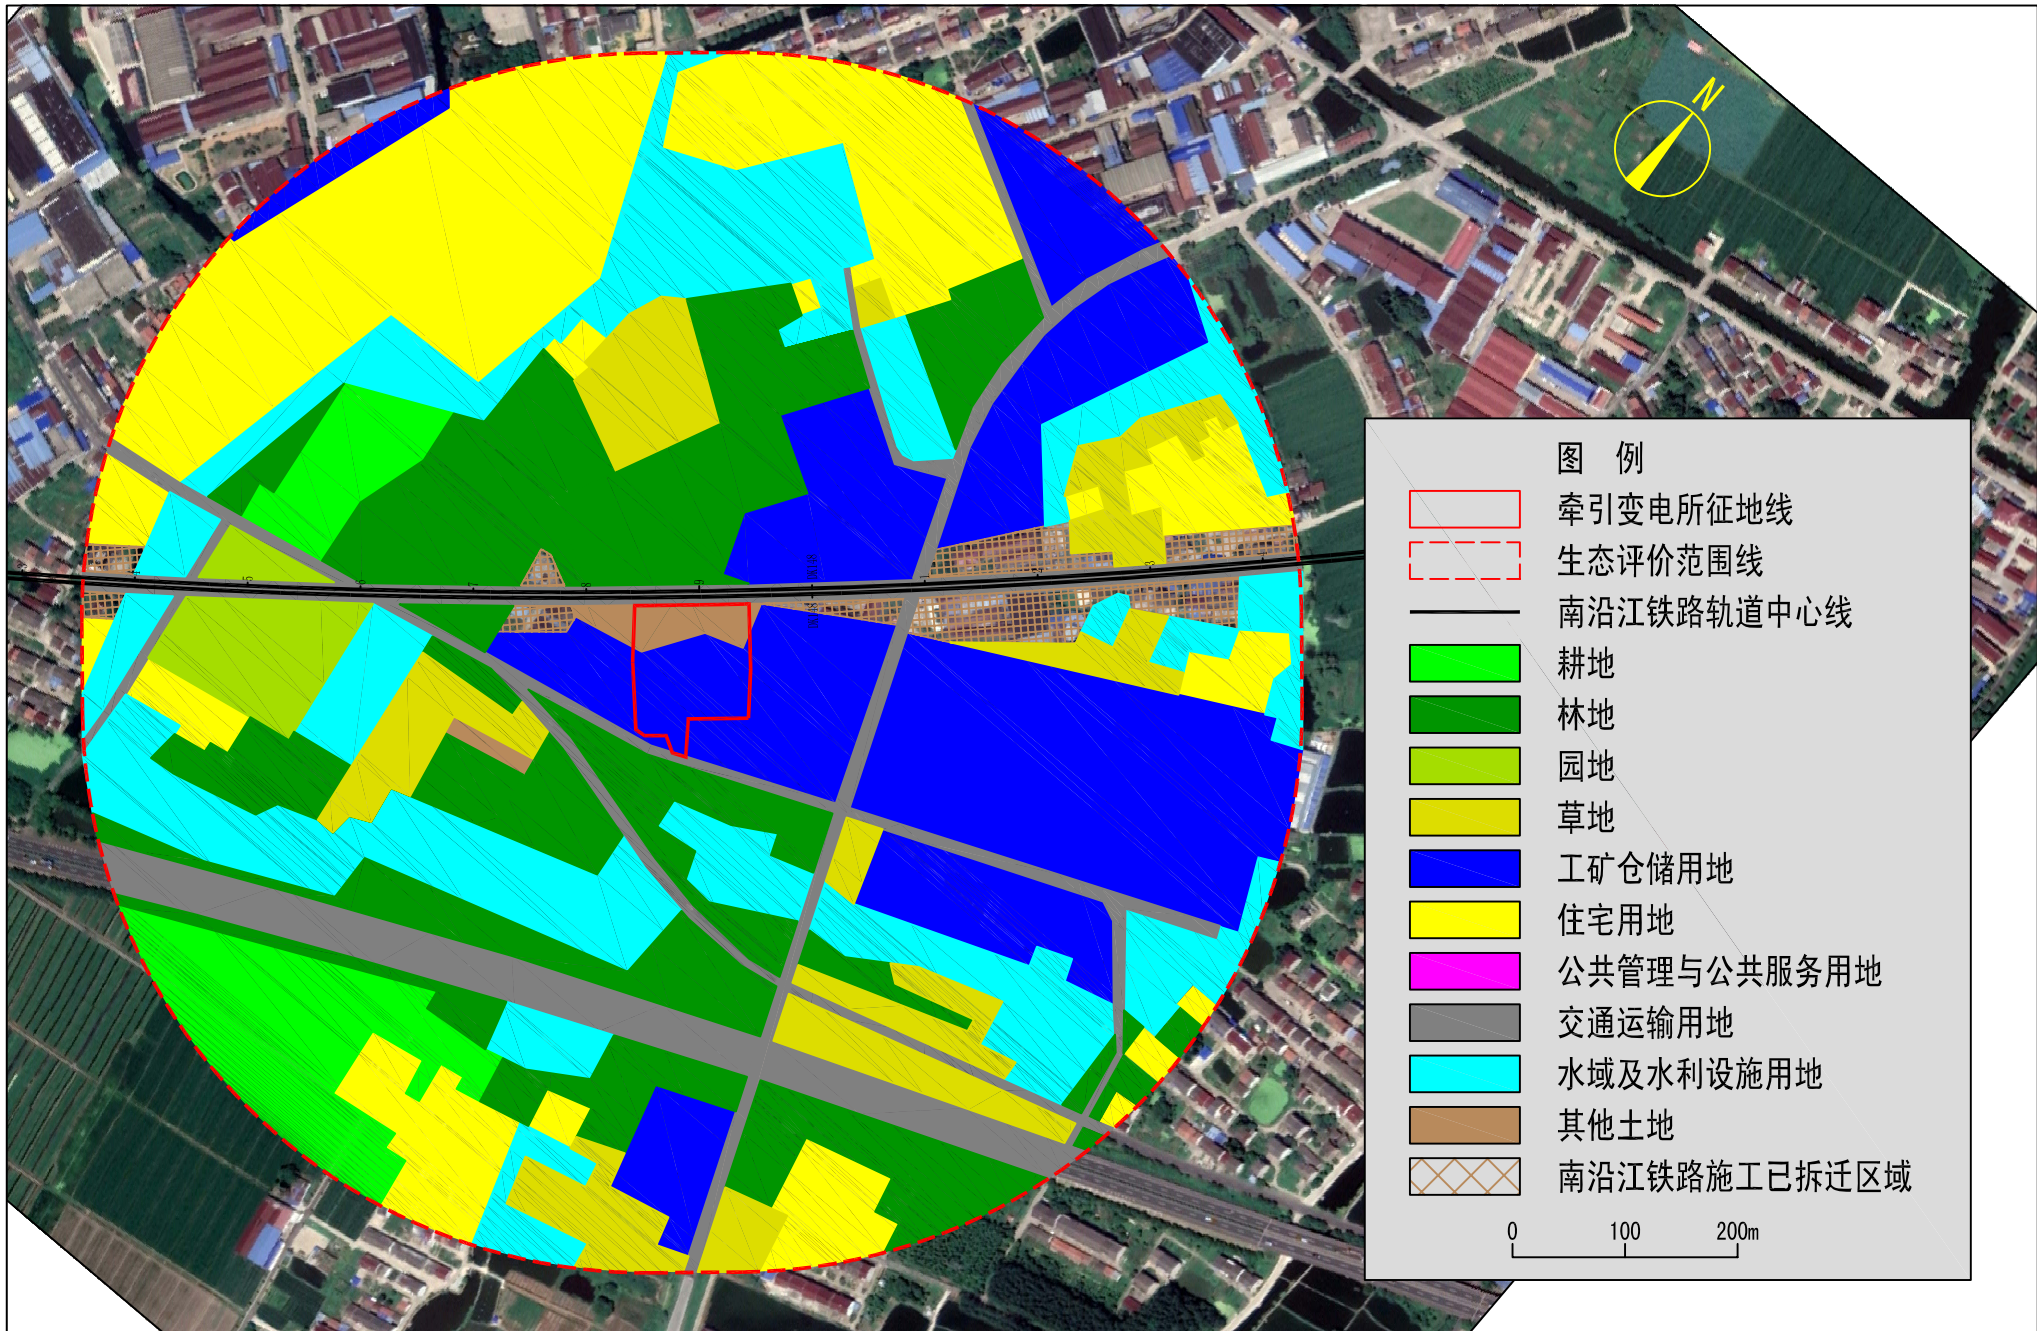 N
图 例
牵引变电所征地线
生态评价范围线
南沿江铁路轨道中心线
耕地
林地
园地
草地
工矿仓储用地
住宅用地
公共管理与公共服务用地
交通运输用地
水域及水利设施用地
其他土地
南沿江铁路施工已拆迁区域
0 100 200m